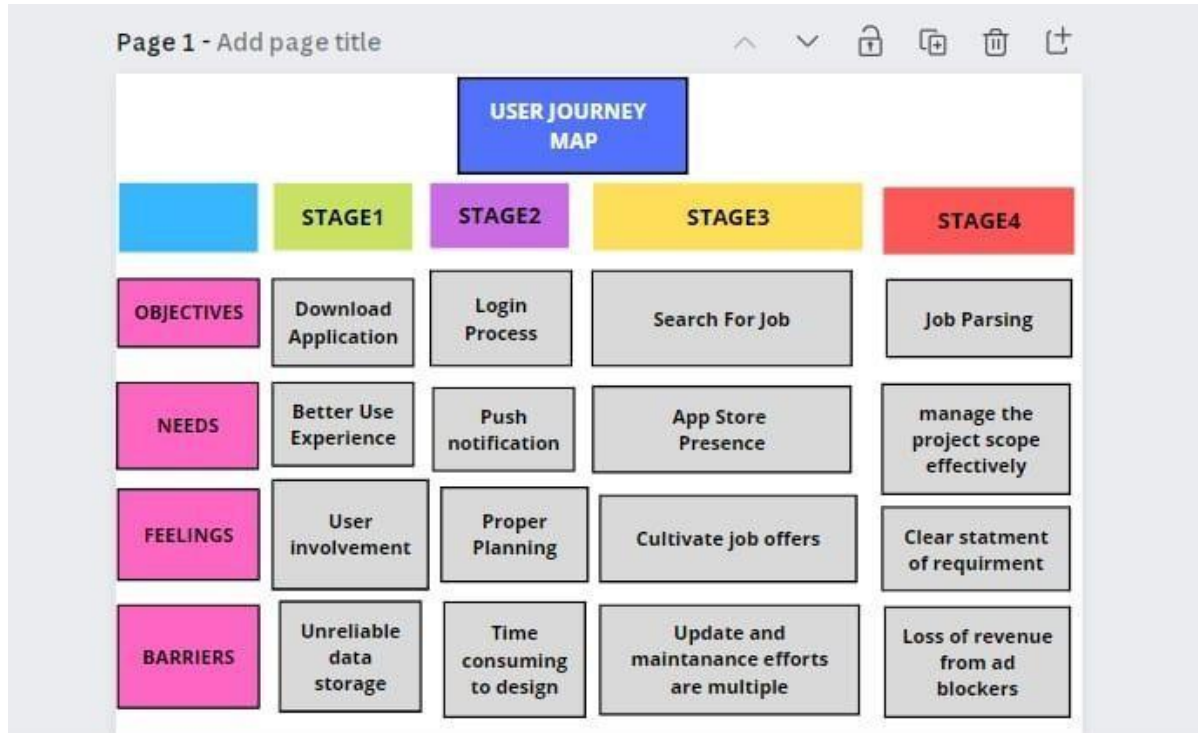 Page 1 - Add page title
USER JOURNEY
MAP
STAGE1
STAGE2
STAGE3
STAGE4
OBJECTIVES
Download
Application
Login
Process
Search For Job
Job Parsing
NEEDS
Better Use
Experience
Push
notification
App Store
Presence
manage the
project scope
effectively
FEELINGS
User
involvement
Proper
Planning
Cultivate job offers
Clear statment
of requirment
BARRIERS
Unreliable
data
storage
Time
consuming
to design
Update and
maintanance efforts
are multiple
Loss of revenue
from ad
blockers